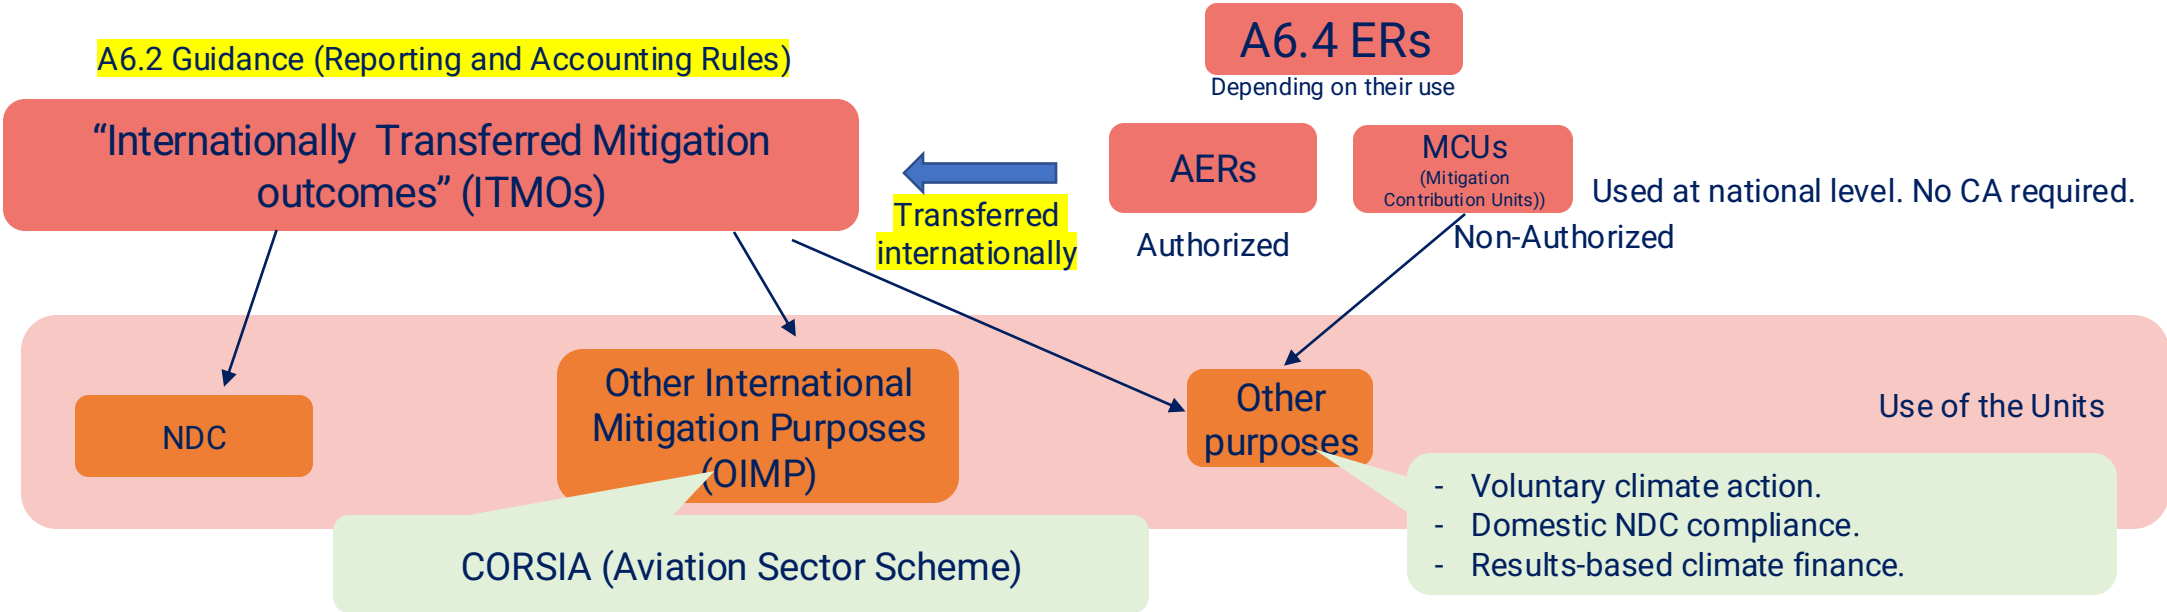 A6.2 Guidance (Reporting and Accounting Rules)
“Internationally Transferred Mitigation
outcomes” (ITMOs)
A6.4 ERs
Depending on their use
AERs
Authorized
MCUs
(Mitigation
Contribution Units))
Used at national level. No CA required.
Non-Authorized
Transferred
internationally
NDC
Other International
Mitigation Purposes
(OIMP)
Other
purposes
Use of the Units
CORSIA (Aviation Sector Scheme)
- Voluntary climate action.
- Domestic NDC compliance.
- Results-based climate finance.